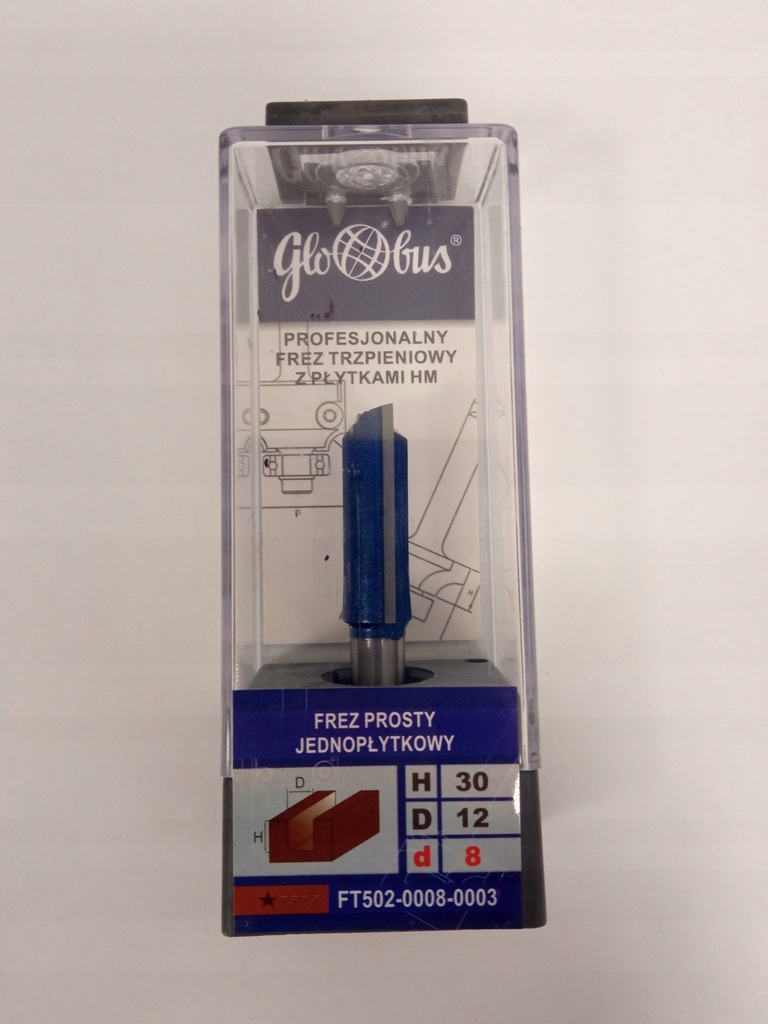 Globus®
PROFESJONALNY
FREZ TRZPIENIOWY
Z PŁYTKAMI HM
P
H
FREZ PROSTY
JEDNOPŁYTKOWY
D
H
H 30
D 12
d 8
FT502-0008-0003